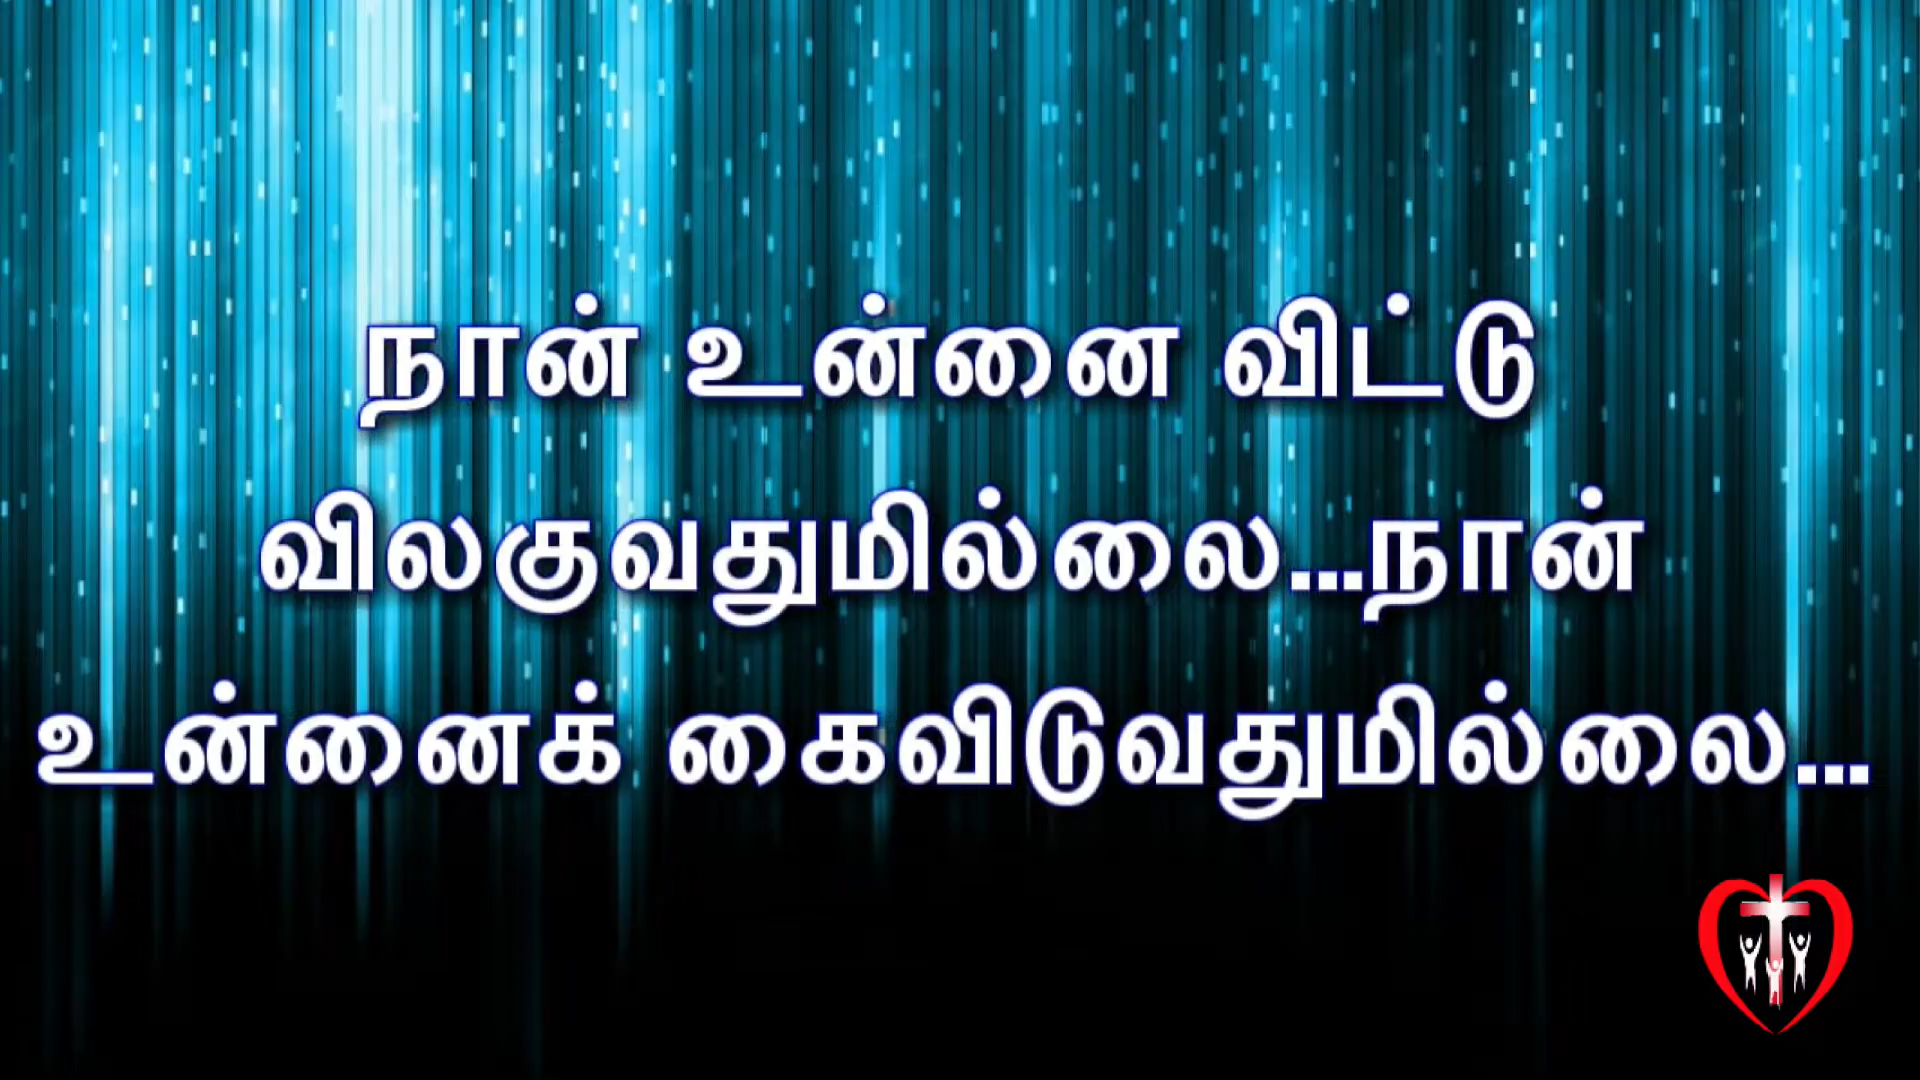 நான் உன்னை விட்டு
விலகுவதுமில்லை...நான்
உன்னைக் கைவிடுவதுமில்லை...